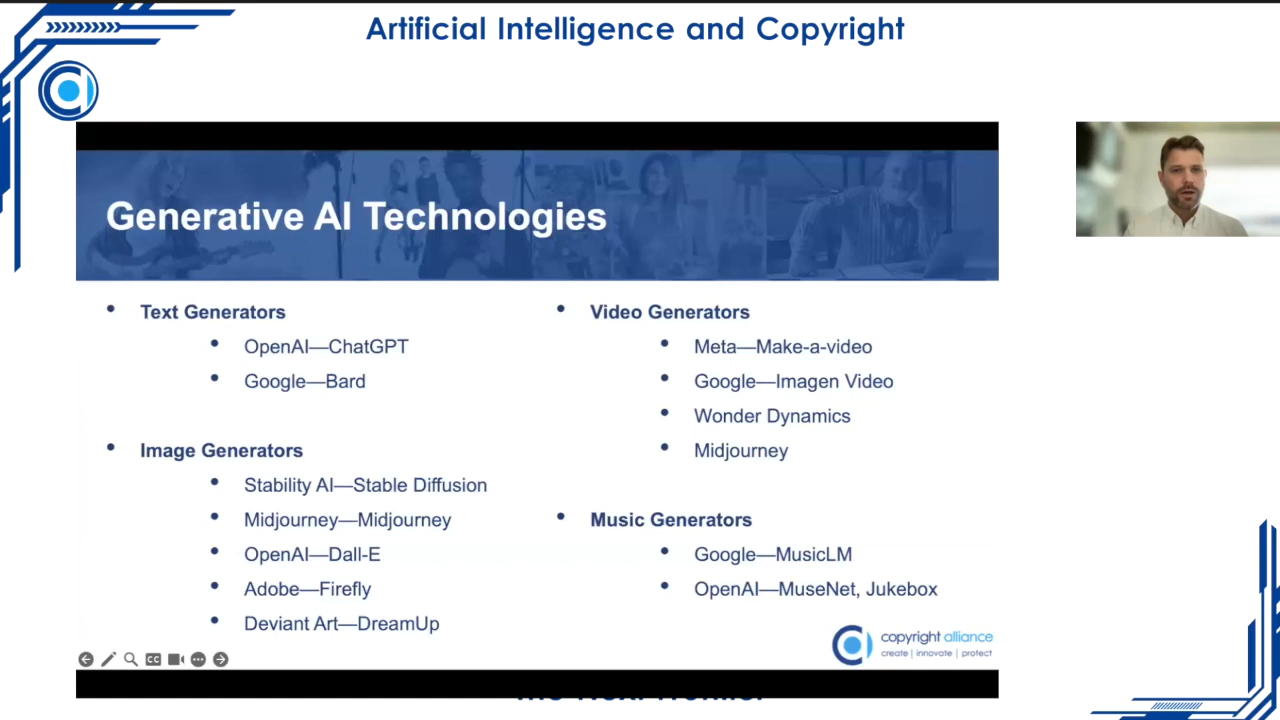 Artificial Intelligence and Copyright
Generative AI Technologies
• Text Generators
• OpenAI—ChatGPT
• Google—Bard
• Image Generators
• Stability AI—Stable Diffusion
• Midjourney—Midjourney
• OpenAI—Dall-E
• Adobe—Firefly
• Deviant Art—DreamUp
• Video Generators
• Meta—Make-a-video
• Google—Imagen Video
• Wonder Dynamics
• Midjourney
• Music Generators
• Google—MusicLM
• OpenAI—MuseNet, Jukebox
copyright alliance
create | innovate | protect
CC